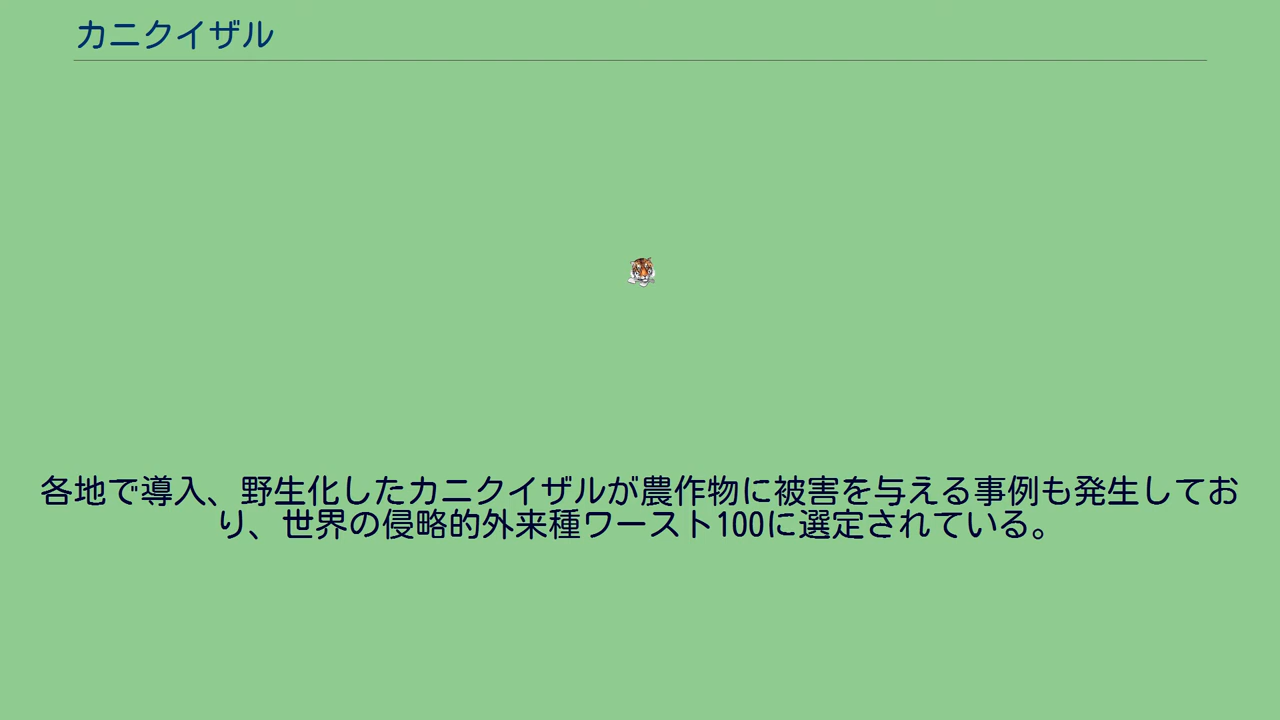 カニクイザル
各地で導入、野生化したカニクイザルが農作物に被害を与える事例も発生してお
り、世界の侵略的外来種ワースト100に選定されている。